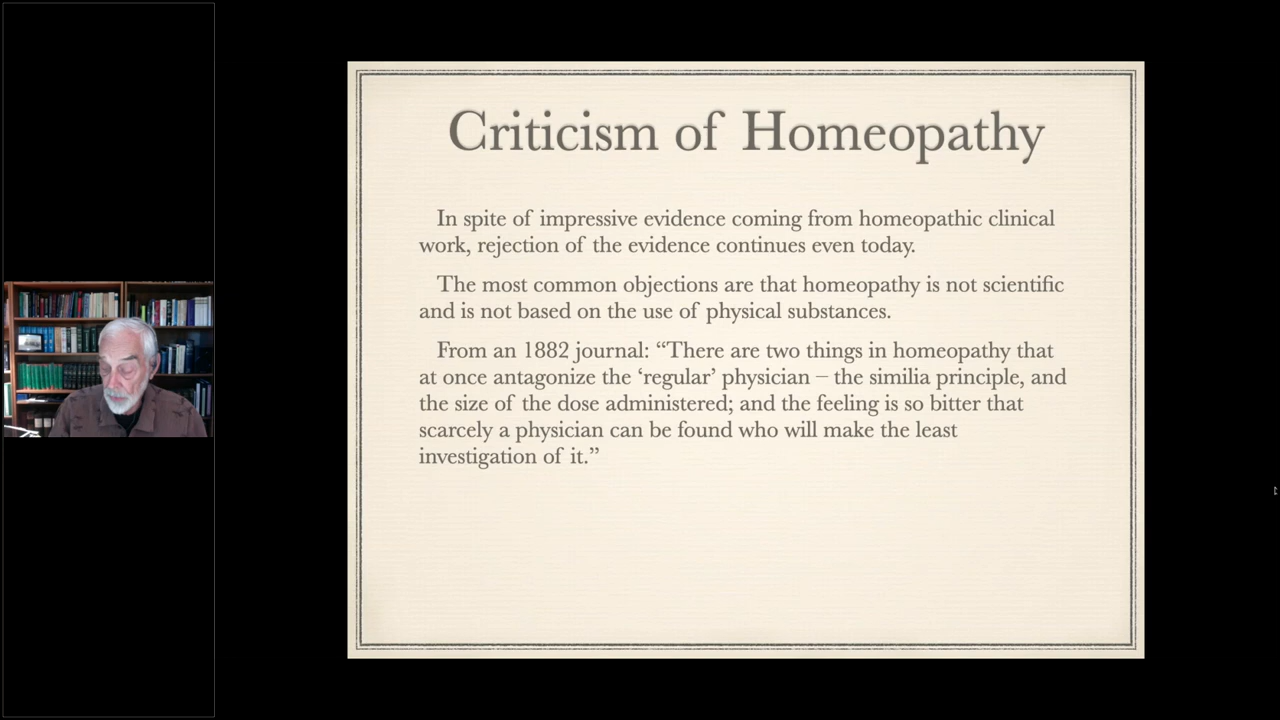 Criticism of Homeopathy
In spite of impressive evidence coming from homeopathic clinical
work, rejection of the evidence continues even today.
The most common objections are that homeopathy is not scientific
and is not based on the use of physical substances.
From an 1882 journal: “There are two things in homeopathy that
at once antagonize the ‘regular’ physician – the similia principle, and
the size of the dose administered; and the feeling is so bitter that
scarcely a physician can be found who will make the least
investigation of it.”